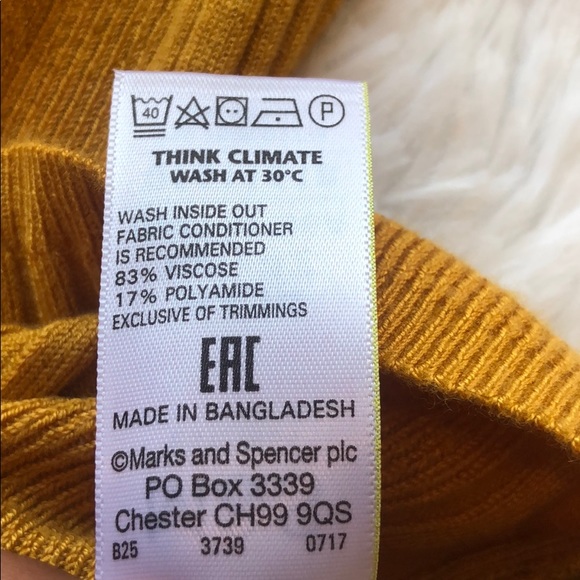 40 P
THINK CLIMATE
WASH AT 30°C
WASH INSIDE OUT
FABRIC CONDITIONER
IS RECOMMENDED
83% VISCOSE
17% POLYAMIDE
EXCLUSIVE OF TRIMMINGS
EAC
MADE IN BANGLADESH
©Marks and Spencer plc
PO Box 3339
Chester CH99 9QS
B25 3739 0717